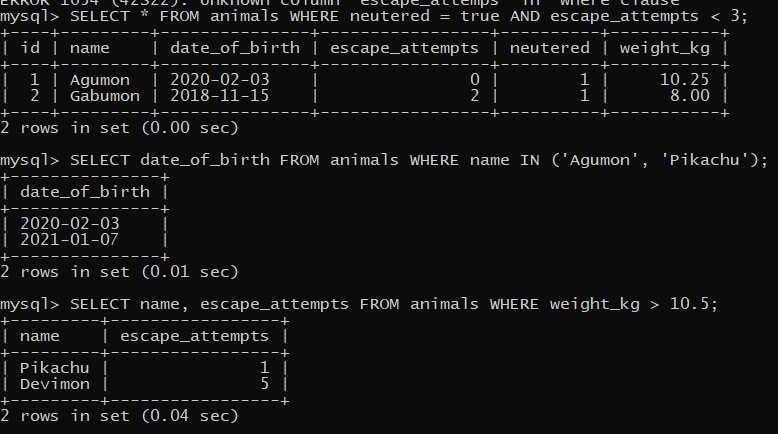 ERROR 1054 (42S22): Unknown column 'escape_attemps' in 'where clause'
mysql> SELECT * FROM animals WHERE neutered = true AND escape_attempts < 3;
+----+---------+---------------+-----------------+----------+-----------+
| id | name    | date_of_birth | escape_attempts | neutered | weight_kg |
+----+---------+---------------+-----------------+----------+-----------+
|  1 | Agumon  | 2020-02-03    |               0 |        1 |     10.25 |
|  2 | Gabumon | 2018-11-15    |               2 |        1 |      8.00 |
+----+---------+---------------+-----------------+----------+-----------+
2 rows in set (0.00 sec)
mysql> SELECT date_of_birth FROM animals WHERE name IN ('Agumon', 'Pikachu');
+---------------+
| date_of_birth |
+---------------+
| 2020-02-03    |
| 2021-01-07    |
+---------------+
2 rows in set (0.01 sec)
mysql> SELECT name, escape_attempts FROM animals WHERE weight_kg > 10.5;
+---------+-----------------+
| name    | escape_attempts |
+---------+-----------------+
| Pikachu |               1 |
| Devimon |               5 |
+---------+-----------------+
2 rows in set (0.04 sec)